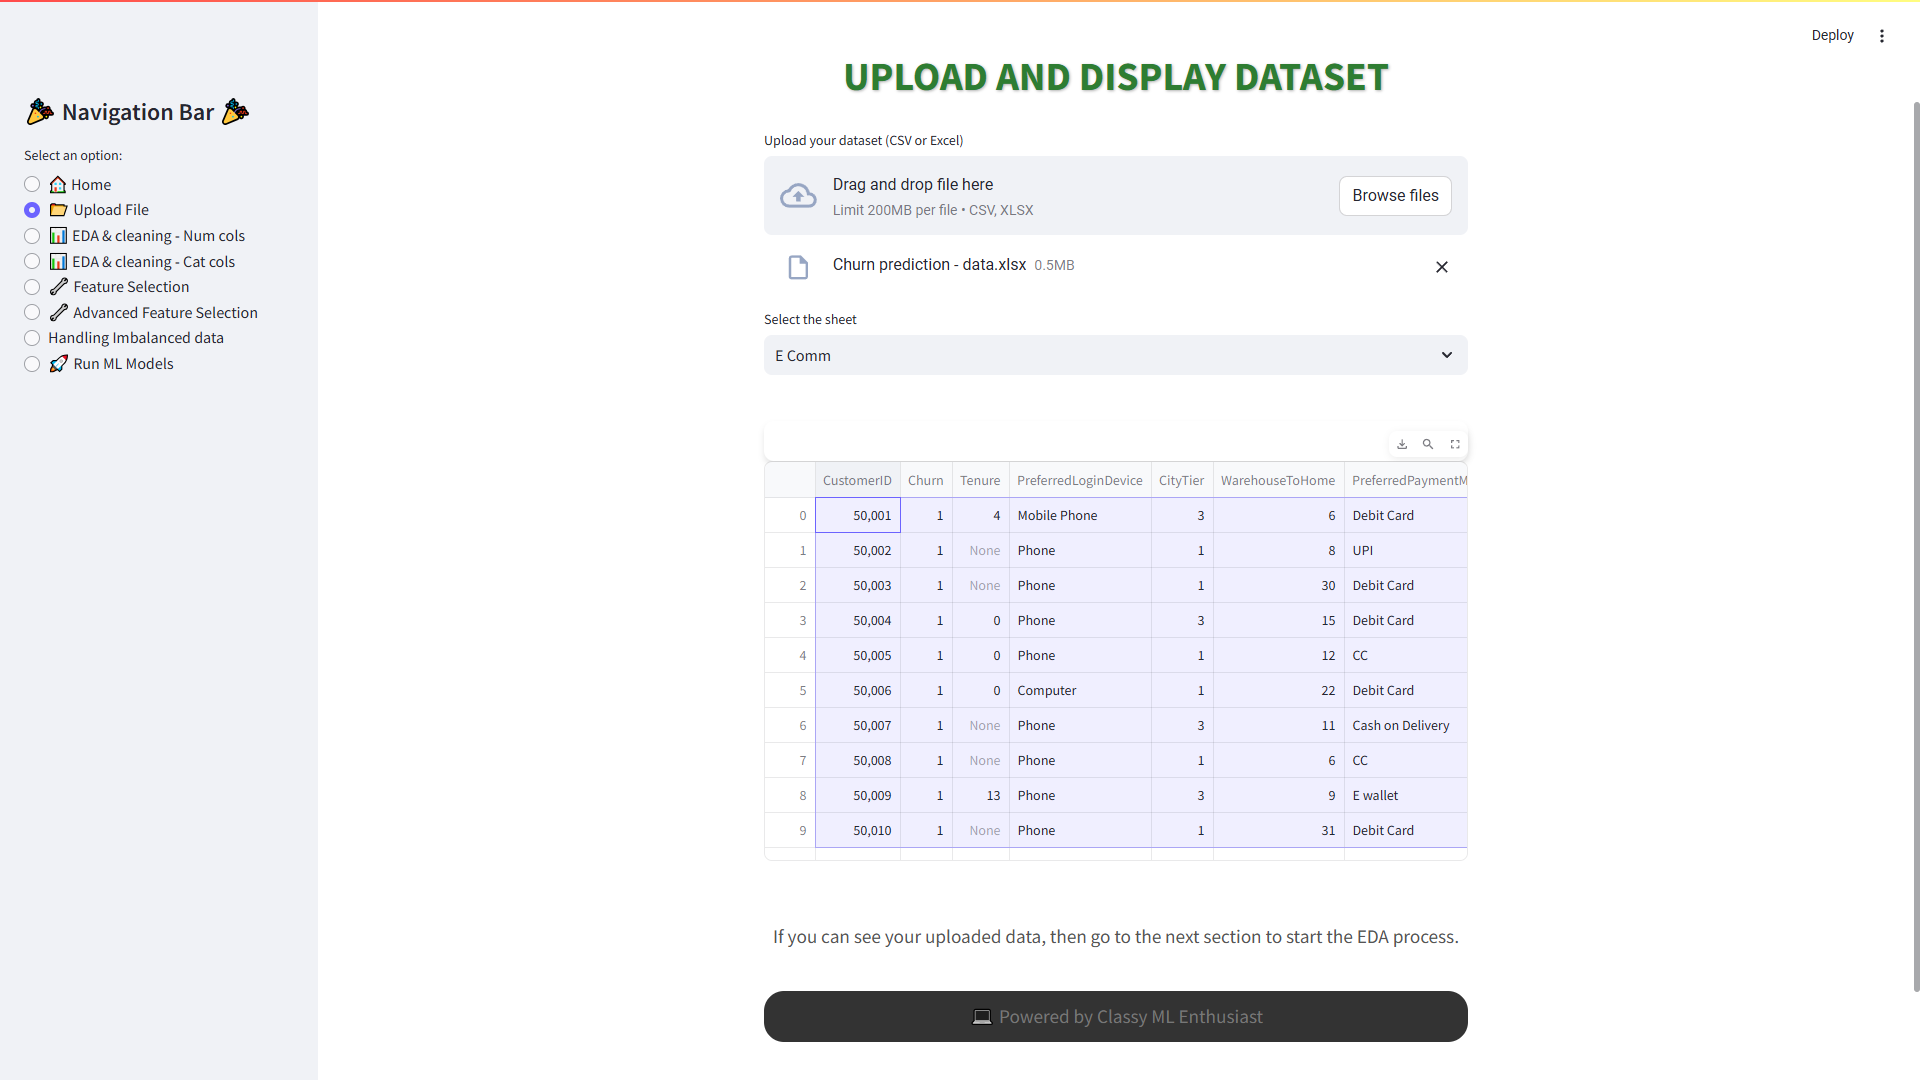 Deploy
🎉 Navigation Bar 🎉
Select an option:
🏠 Home
📂 Upload File
📊 EDA & cleaning - Num cols
📊 EDA & cleaning - Cat cols
🔧 Feature Selection
🔧 Advanced Feature Selection
Handling Imbalanced data
🚀 Run ML Models
UPLOAD AND DISPLAY DATASET
Upload your dataset (CSV or Excel)
Drag and drop file here
Limit 200MB per file • CSV, XLSX
Browse files
Churn prediction - data.xlsx 0.5MB
Select the sheet
E Comm
CustomerID Churn Tenure PreferredLoginDevice CityTier WarehouseToHome PreferredPaymentM
0 50,001 1 4 Mobile Phone 3 6 Debit Card
1 50,002 1 None Phone 1 8 UPI
2 50,003 1 None Phone 1 30 Debit Card
3 50,004 1 0 Phone 3 15 Debit Card
4 50,005 1 0 Phone 1 12 CC
5 50,006 1 0 Computer 1 22 Debit Card
6 50,007 1 None Phone 3 11 Cash on Delivery
7 50,008 1 None Phone 1 6 CC
8 50,009 1 13 Phone 3 9 E wallet
9 50,010 1 None Phone 1 31 Debit Card
If you can see your uploaded data, then go to the next section to start the EDA process.
💻 Powered by Classy ML Enthusiast